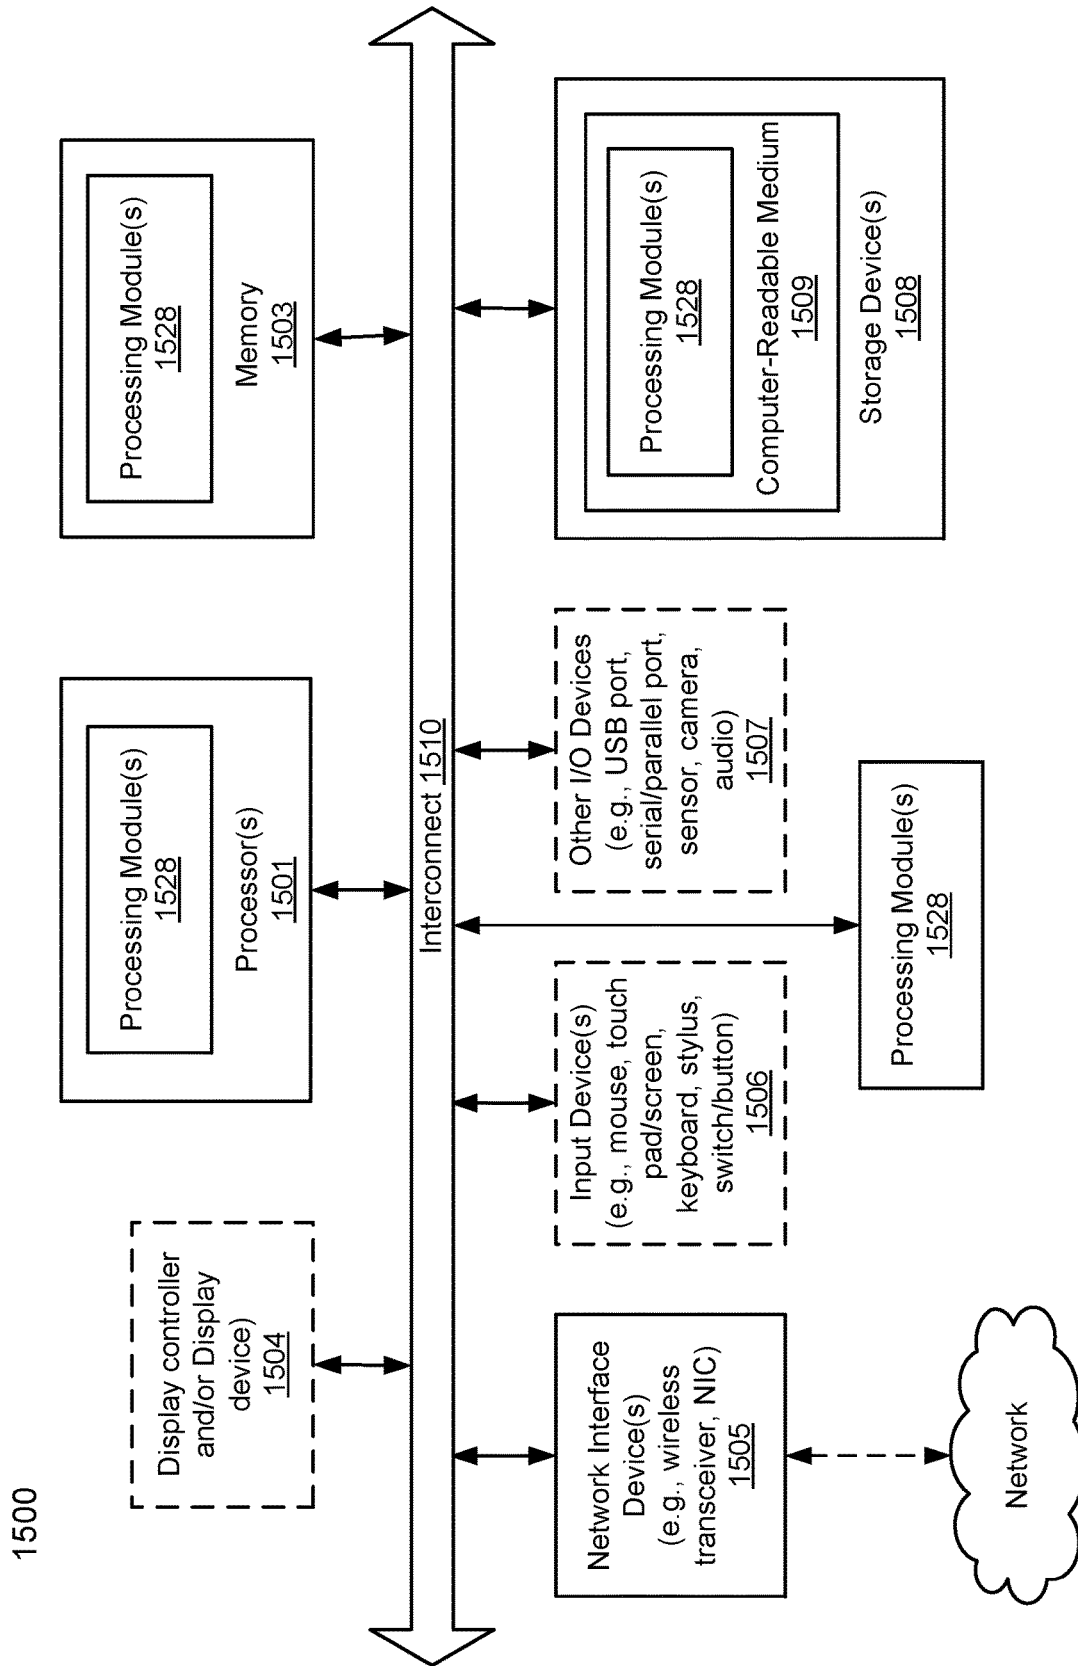 1500
Display controller
and/or Display
device)
1504
Processing Module(s)
1528
Processor(s)
1501
Processing Module(s)
1528
Memory
1503
Interconnect 1510
Network Interface
Device(s)
(e.g., wireless
transceiver, NIC)
1505
Input Device(s)
(e.g., mouse, touch
pad/screen,
keyboard, stylus,
switch/button)
1506
Other I/O Devices
(e.g., USB port,
serial/parallel port,
sensor, camera,
audio)
1507
Processing Module(s)
1528
Computer-Readable Medium
1509
Storage Device(s)
1508
Network
Processing Module(s)
1528